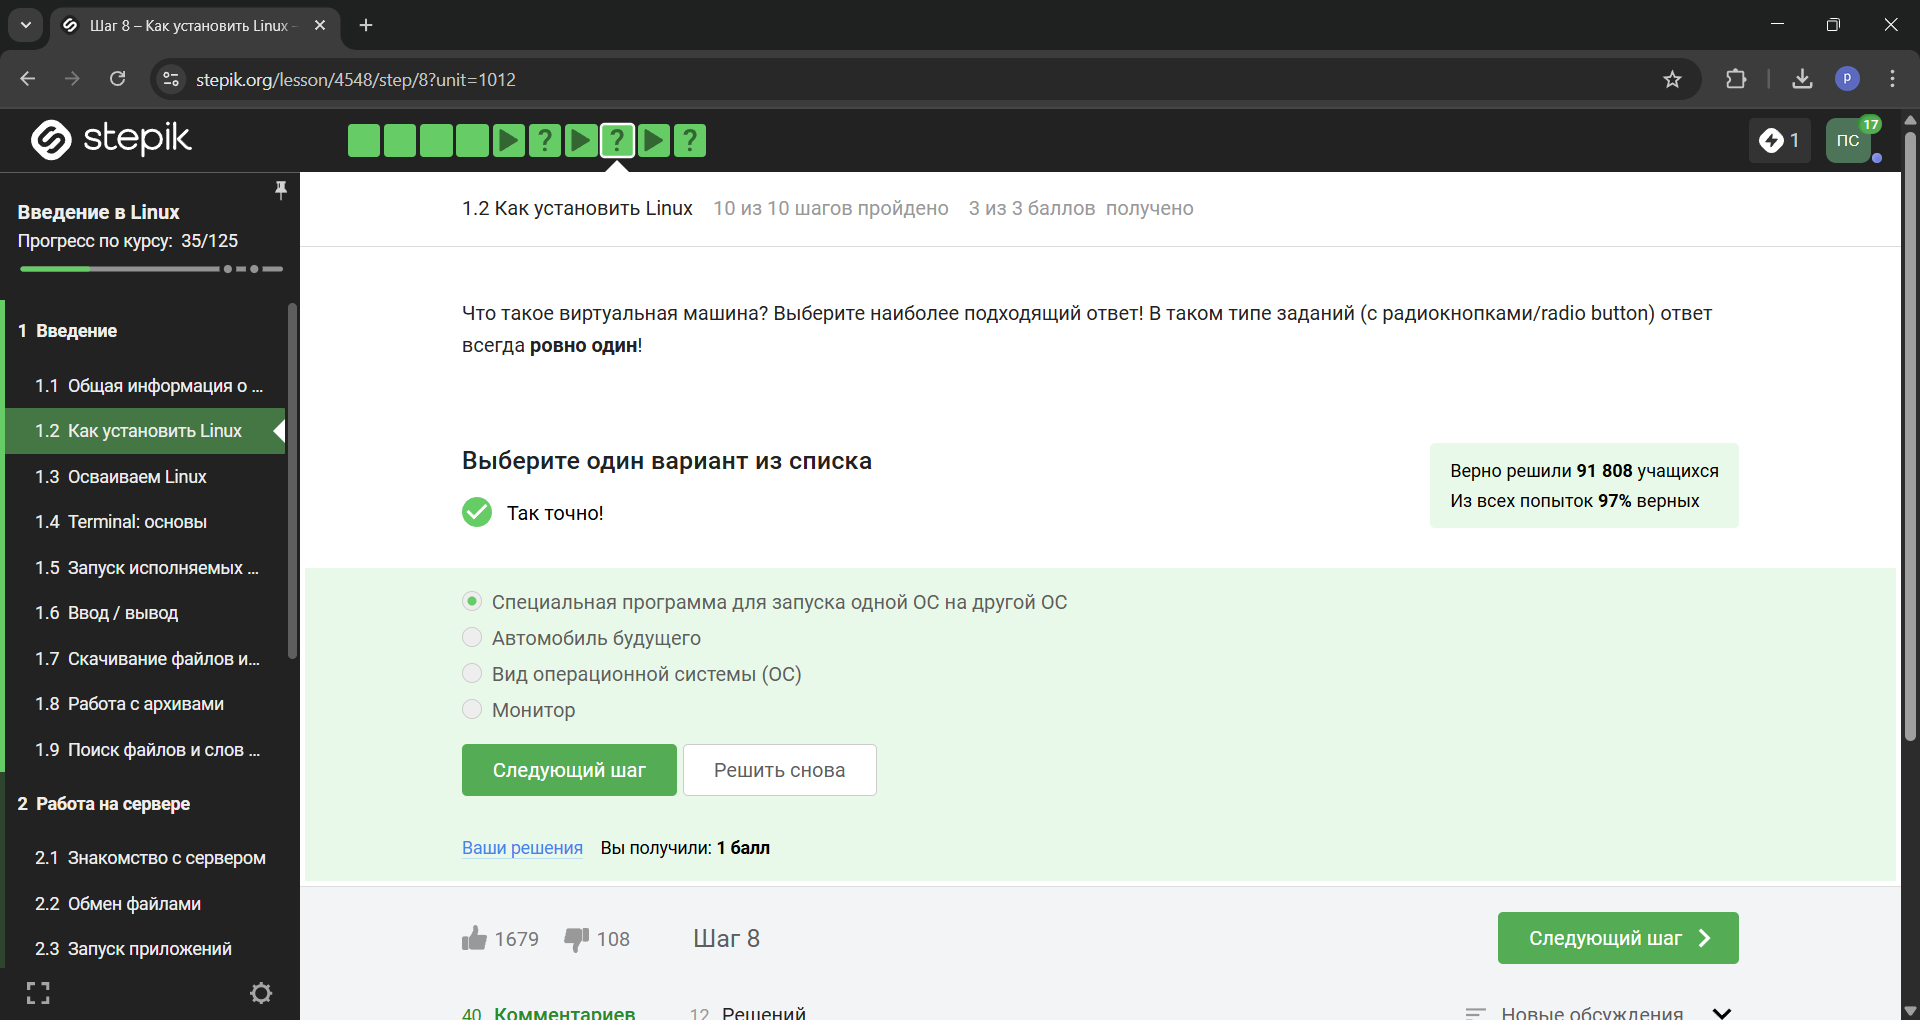 Шаг 8 – Как установить Linux –
stepik.org/lesson/4548/step/8?unit=1012
P
stepik
?
?
?
1
ПС
17
Введение в Linux
Прогресс по курсу: 35/125
1 Введение
1.1 Общая информация о ...
1.2 Как установить Linux
1.3 Осваиваем Linux
1.4 Terminal: основы
1.5 Запуск исполняемых ...
1.6 Ввод / вывод
1.7 Скачивание файлов и...
1.8 Работа с архивами
1.9 Поиск файлов и слов ...
2 Работа на сервере
2.1 Знакомство с сервером
2.2 Обмен файлами
2.3 Запуск приложений
1.2 Как установить Linux 10 из 10 шагов пройдено 3 из 3 баллов получено
Что такое виртуальная машина? Выберите наиболее подходящий ответ! В таком типе заданий (с радиокнопками/radio button) ответ
всегда ровно один!
Выберите один вариант из списка
Так точно!
Верно решили 91 808 учащихся
Из всех попыток 97% верных
Специальная программа для запуска одной ОС на другой ОС
Автомобиль будущего
Вид операционной системы (ОС)
Монитор
Следующий шаг
Решить снова
Ваши решения Вы получили: 1 балл
1679 108 Шаг 8
Следующий шаг
40 Комментариев 12 Решений
Новые обсуждения